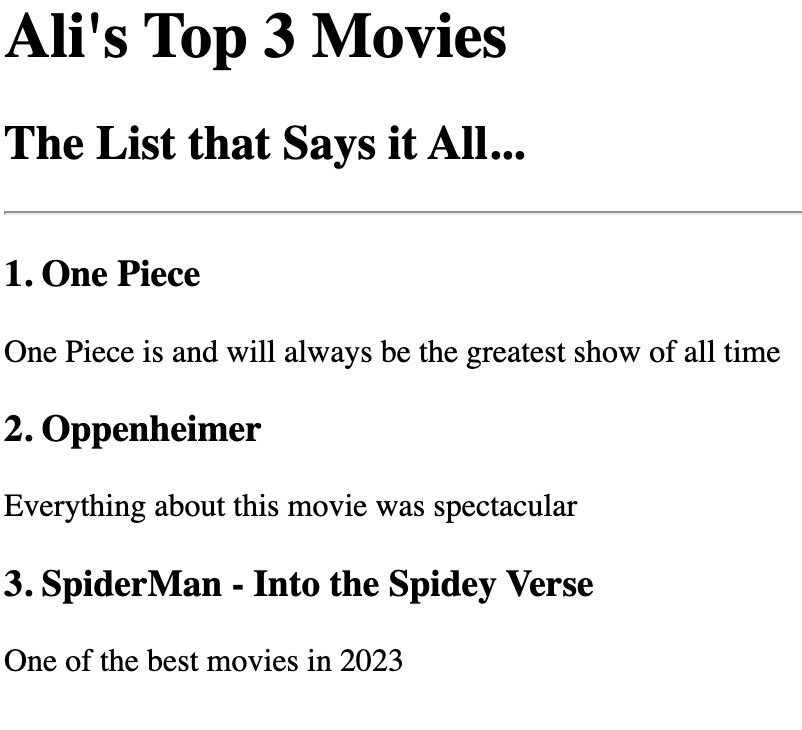 Ali's Top 3 Movies
The List that Says it All...
1. One Piece
One Piece is and will always be the greatest show of all time
2. Oppenheimer
Everything about this movie was spectacular
3. SpiderMan - Into the Spidey Verse
One of the best movies in 2023